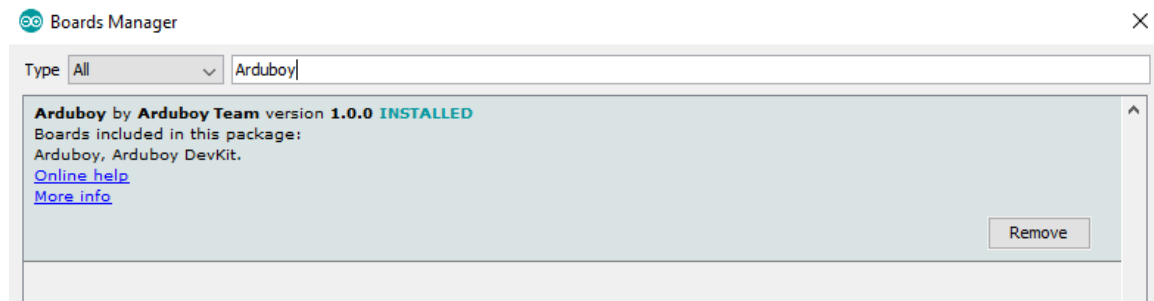 Boards Manager
Type All Arduboy
Arduboy by Arduboy Team version 1.0.0 INSTALLED
Boards included in this package:
Arduboy, Arduboy DevKit.
Online help
More info
Remove